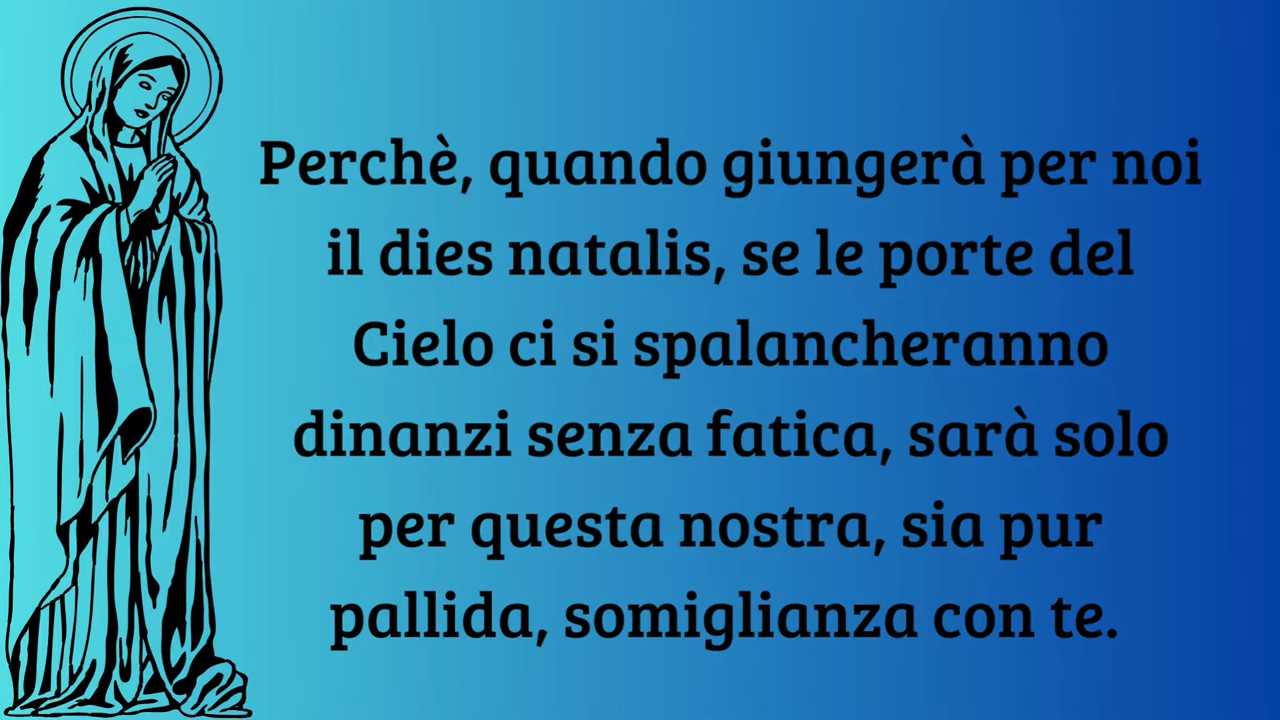 Perchè, quando giungerà per noi
il dies natalis, se le porte del
Cielo ci si spalancheranno
dinanzi senza fatica, sarà solo
per questa nostra, sia pur
pallida, somiglianza con te.